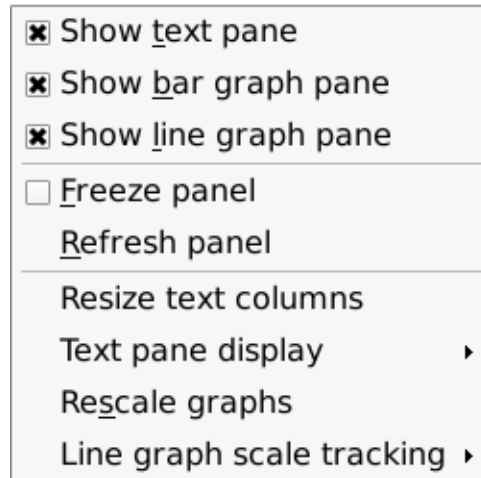 Show text pane
Show bar graph pane
Show line graph pane
Freeze panel
Refresh panel
Resize text columns
Text pane display
Rescale graphs
Line graph scale tracking